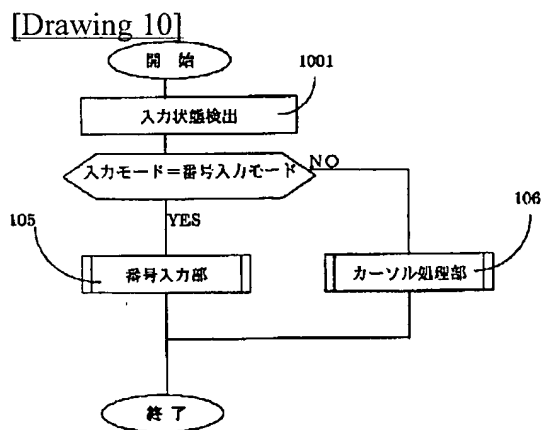 [Drawing 10]
開 始
1001
入力状態検出
入力モード＝番号入力モード
NO
YES
105
106
番号入力部
カーソル処理部
終 了